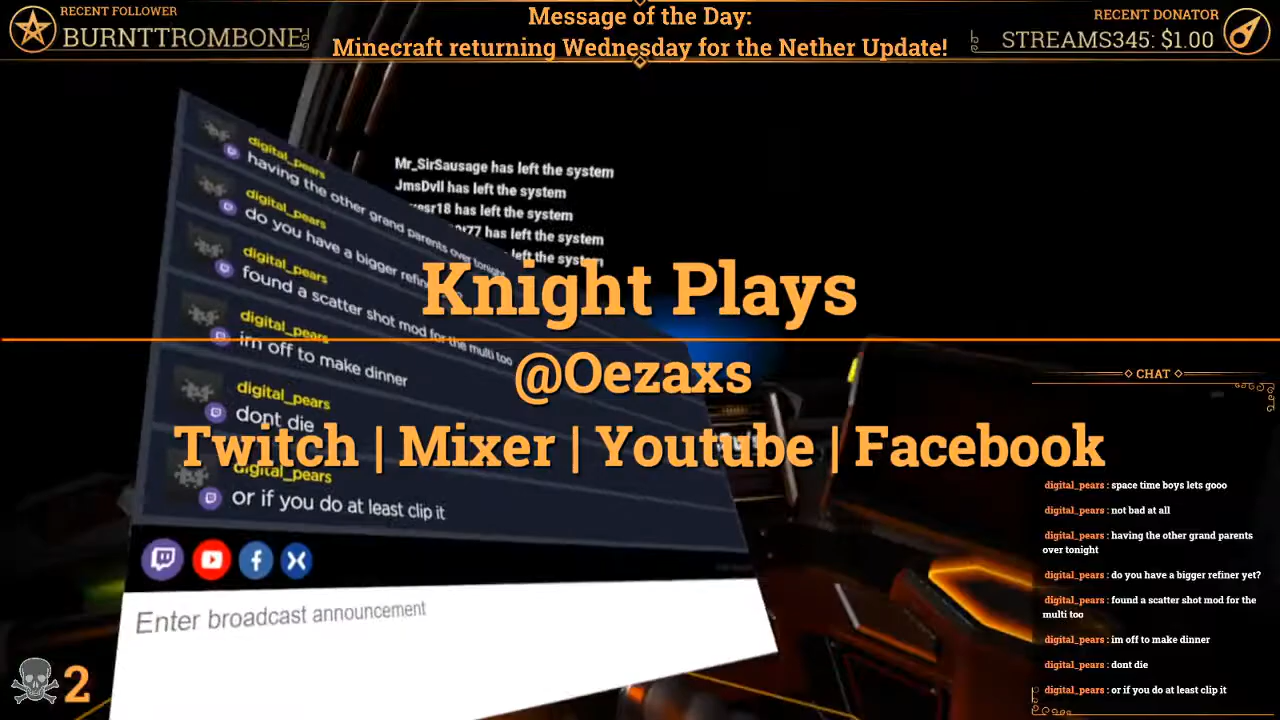 RECENT FOLLOWER
BURNTTROMBONE
Message of the Day:
Minecraft returning Wednesday for the Nether Update!
RECENT DONATOR
STREAMS345: $1.00
digital_pears
having the other grand parents over tonight
digital_pears
do you have a bigger
digital_pears
found a scatter shot mod for the multi too
digital_pears
im off to make dinner
digital_pears
dont die
digital_pears
or if you do at least clip it
Mr_SirSausage has left the system
JmsDvll has left the system
has left the system
has left the system
left the system
Knight Plays
@Oezaxs
Twitch | Mixer | Youtube | Facebook
Enter broadcast announcement
2
CHAT
digital_pears : space time boys lets gooo
digital_pears : not bad at all
digital_pears : having the other grand parents
over tonight
digital_pears : do you have a bigger refiner yet?
digital_pears : found a scatter shot mod for the
multi too
digital_pears : im off to make dinner
digital_pears : dont die
digital_pears : or if you do at least clip it